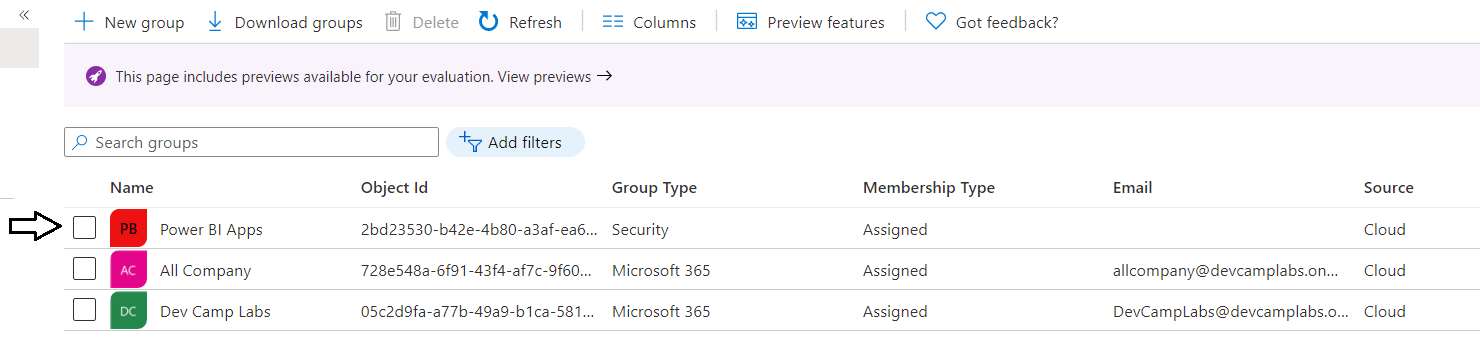 New group Download groups Delete Refresh Columns Preview features Got feedback?
This page includes previews available for your evaluation. View previews →
Search groups Add filters
Name Object Id Group Type Membership Type Email Source
PB Power BI Apps 2bd23530-b42e-4b80-a3af-ea6... Security Assigned Cloud
AC All Company 728e548a-6f91-43f4-af7c-9f60... Microsoft 365 Assigned allcompany@devcamplabs.on... Cloud
DC Dev Camp Labs 05c2d9fa-a77b-49a9-b1ca-581... Microsoft 365 Assigned DevCampLabs@devcamplabs.o... Cloud